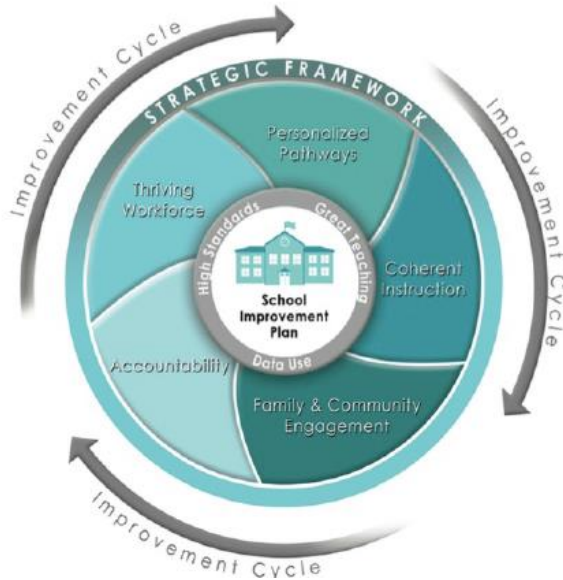 Improvement Cycle
STRATEGIC FRAMEWORK
Personalized
Pathways
Thriving
Workforce
High Standards
Great Teaching
School
Improvement
Plan
Coherent
Instruction
Improvement Cycle
Data Use
Accountability
Family & Community
Engagement
Improvement Cycle